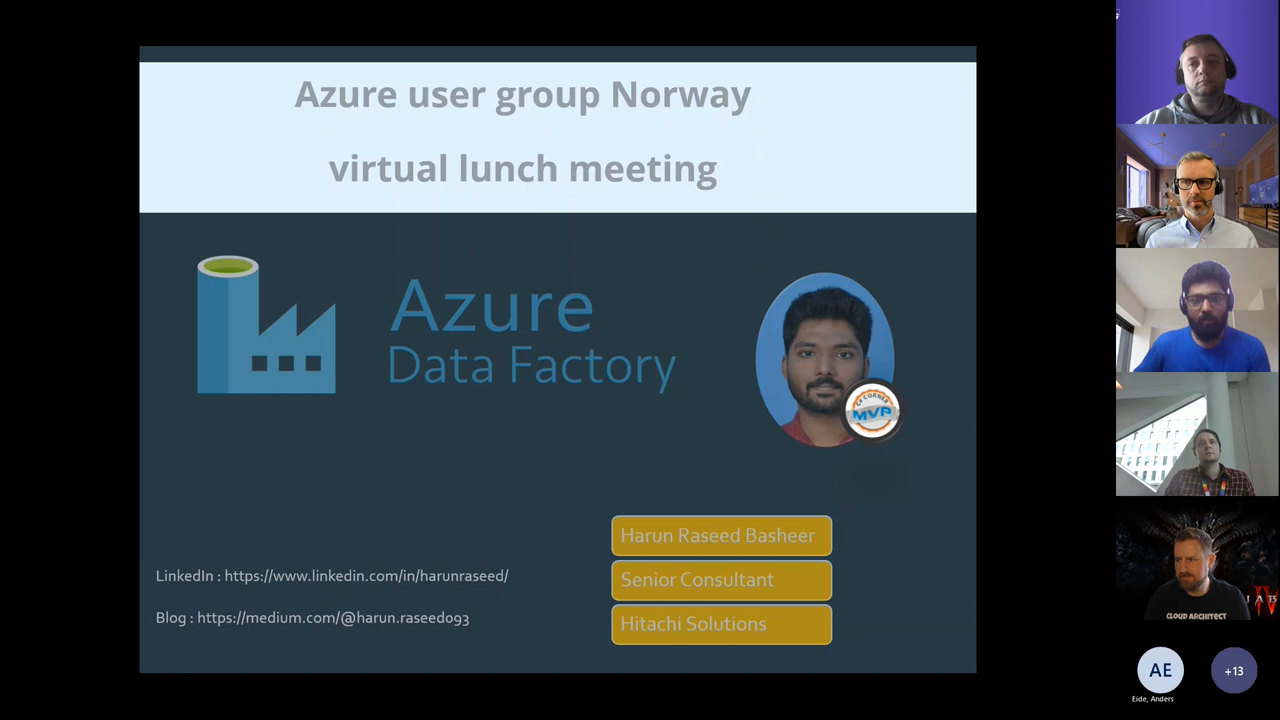 Azure user group Norway
virtual lunch meeting
Azure
Data Factory
C# CORNER
MVP
Harun Raseed Basheer
Senior Consultant
Hitachi Solutions
LinkedIn : https://www.linkedin.com/in/harunraseed/
Blog : https://medium.com/@harun.raseed093
CLOUD ARCHITECT
AE
+13
Eide, Anders